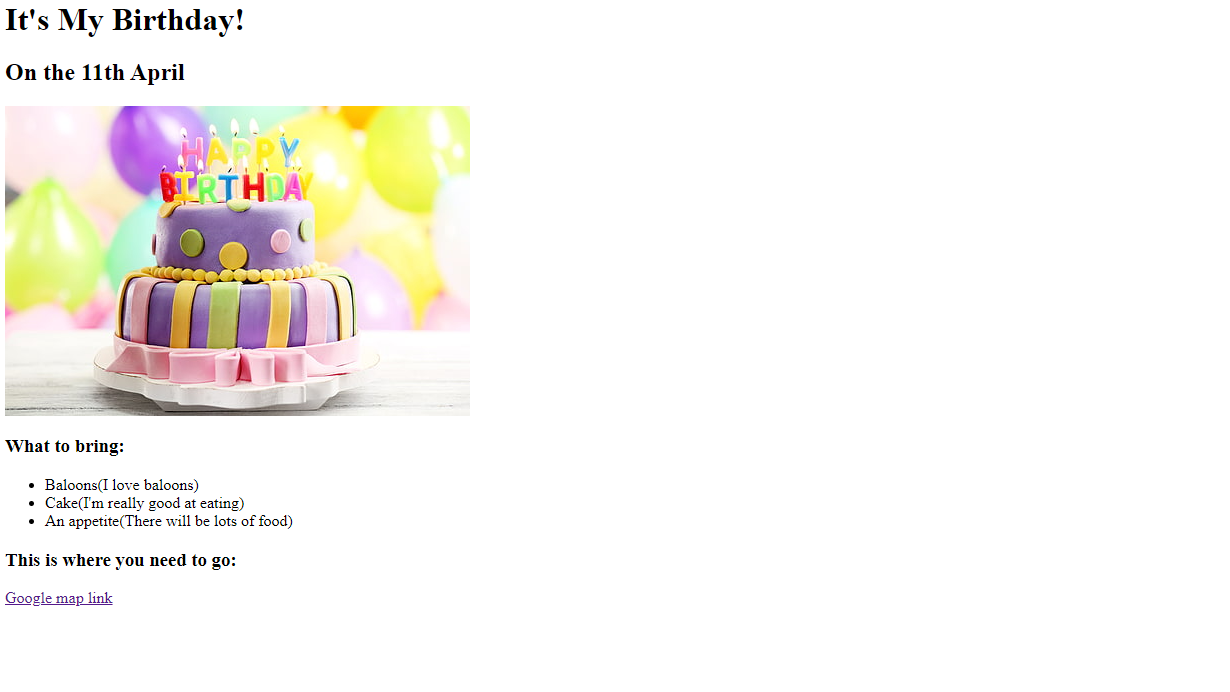 It's My Birthday!
On the 11th April
HAPPY
BIRTHDAY
What to bring:
Baloons(I love baloons)
Cake(I'm really good at eating)
An appetite(There will be lots of food)
This is where you need to go:
Google map link